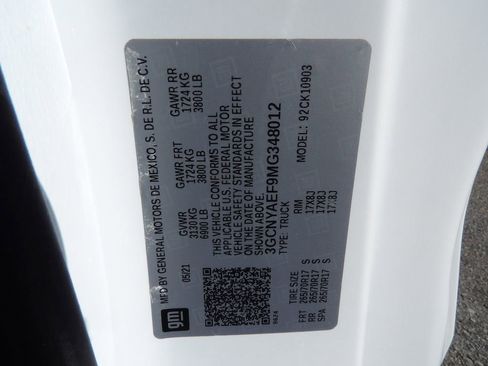 MFD BY GENERAL MOTORS DE MEXICO, S. DE R.L. DE C.V.
05/21 GVWR GAWR FRT GAWR RR
3130 KG 1724 KG 1724 KG
6900 LB 3800 LB 3800 LB
THIS VEHICLE CONFORMS TO ALL
APPLICABLE U.S. FEDERAL MOTOR
VEHICLE SAFETY STANDARDS IN EFFECT
ON THE DATE OF MANUFACTURE
SHOWN ABOVE.
3GCNYAEF9MG348012
TYPE: TRUCK MODEL: 92CK10903
gm
TIRE SIZE RIM
FRT 265/70R17 S 17X8J
RR 265/70R17 S 17X8J
SPA 265/70R17 S 17X8J